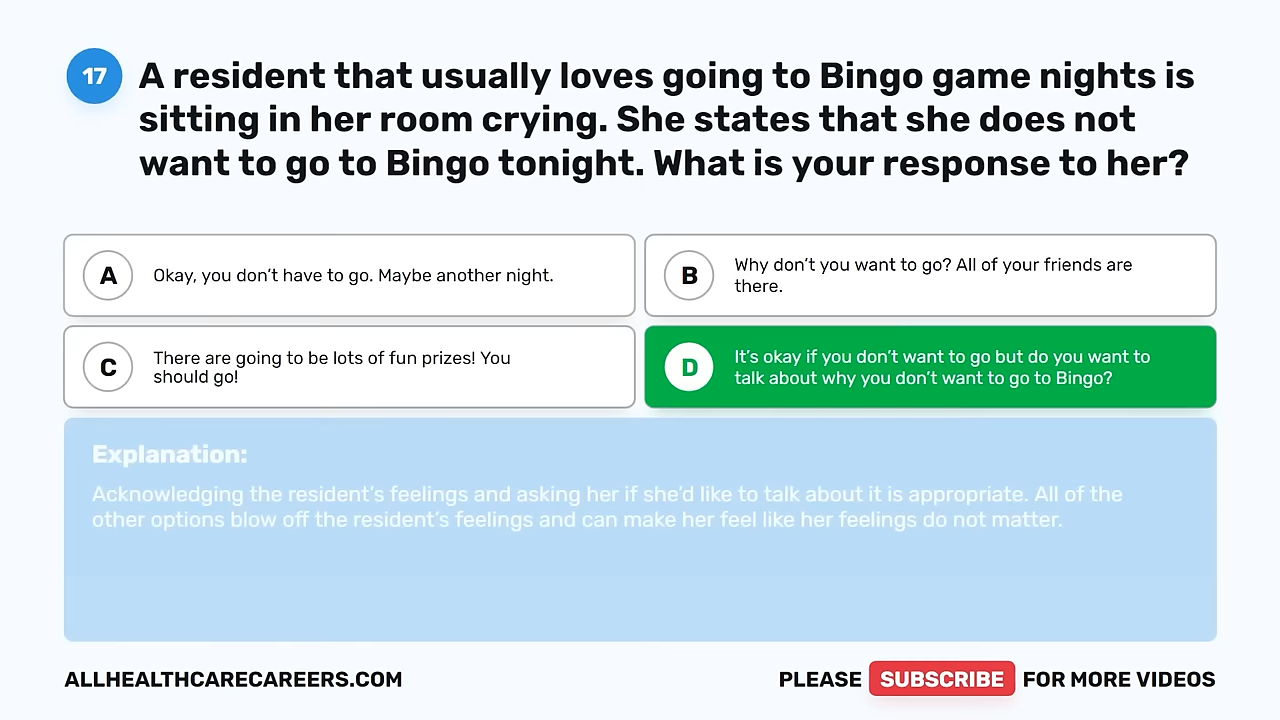 17
A resident that usually loves going to Bingo game nights is
sitting in her room crying. She states that she does not
want to go to Bingo tonight. What is your response to her?
A
Okay, you don't have to go. Maybe another night.
B
Why don't you want to go? All of your friends are
there.
C
There are going to be lots of fun prizes! You
should go!
D
It's okay if you don't want to go but do you want to
talk about why you don't want to go to Bingo?
Explanation:
Acknowledging the resident's feelings and asking her if she'd like to talk about it is appropriate. All of the
other options blow off the resident's feelings and can make her feel like her feelings do not matter.
ALLHEALTHCARECAREERS.COM
PLEASE SUBSCRIBE FOR MORE VIDEOS